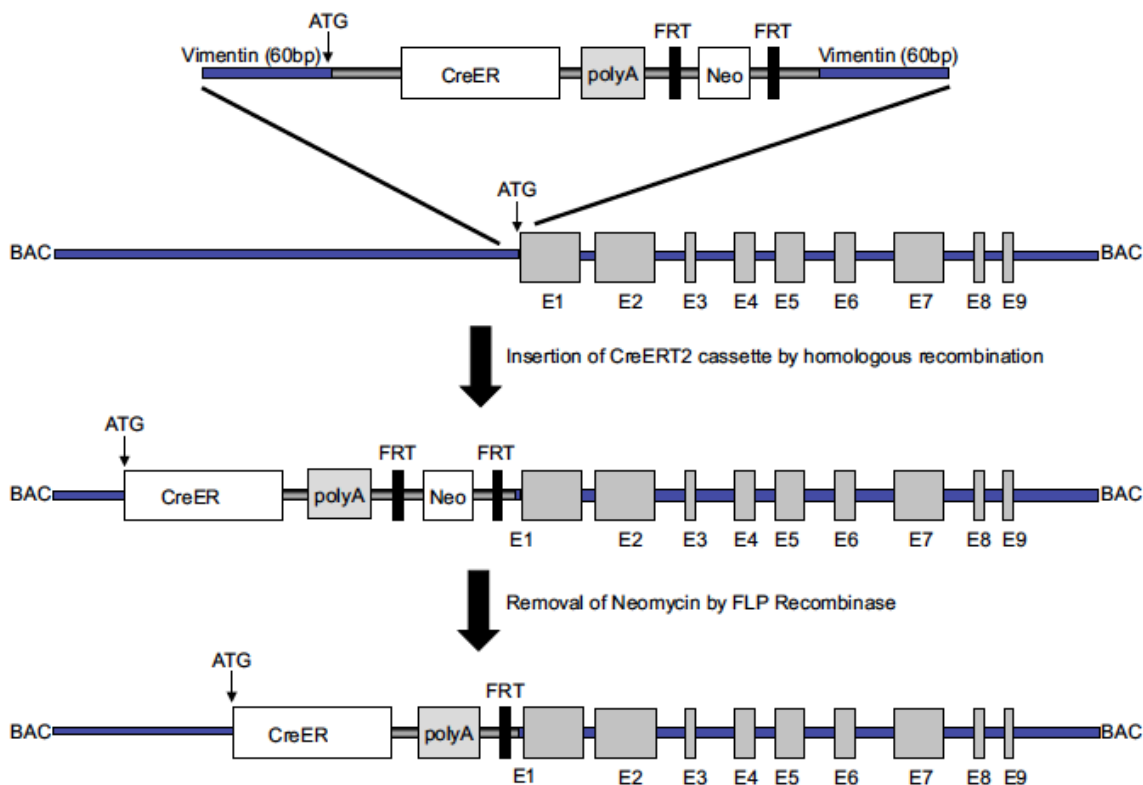 ATG
Vimentin (60bp)
FRT
FRT
Vimentin (60bp)
CreER
polyA
Neo
ATG
BAC
BAC
E1
E2
E3
E4
E5
E6
E7
E8
E9
Insertion of CreERT2 cassette by homologous recombination
ATG
FRT
FRT
BAC
CreER
polyA
Neo
BAC
E1
E2
E3
E4
E5
E6
E7
E8
E9
Removal of Neomycin by FLP Recombinase
ATG
FRT
BAC
CreER
polyA
BAC
E1
E2
E3
E4
E5
E6
E7
E8
E9